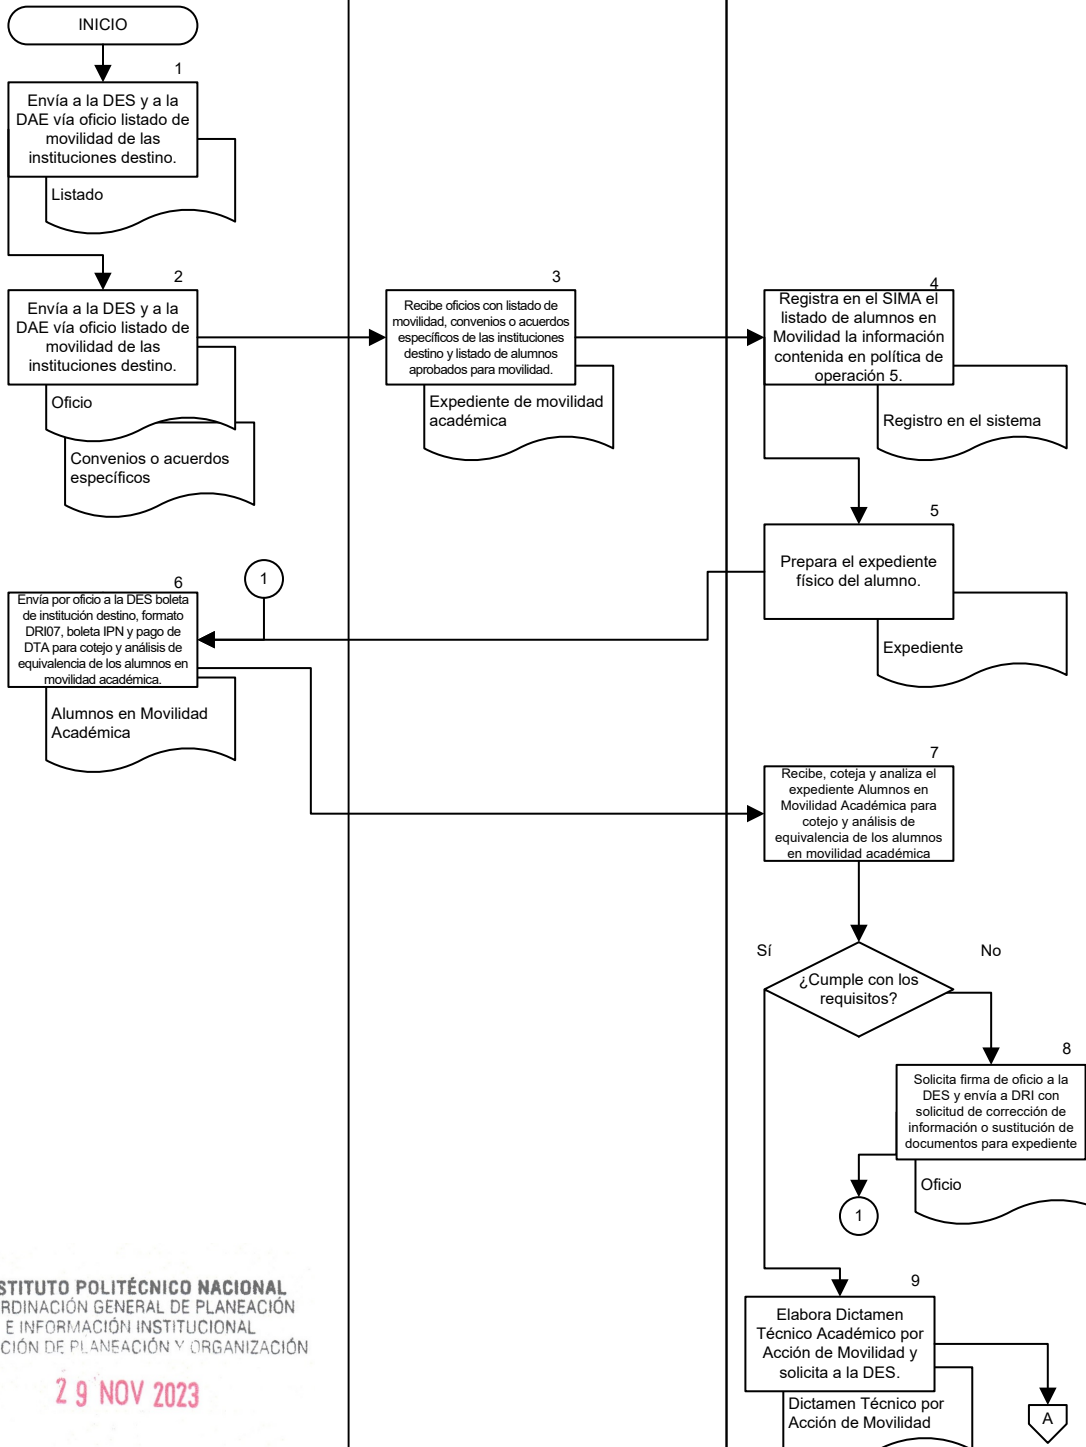 INICIO
1
Envía a la DES y a la
DAE vía oficio listado de
movilidad de las
instituciones destino.
Listado
2
Envía a la DES y a la
DAE vía oficio listado de
movilidad de las
instituciones destino.
Oficio
Convenios o acuerdos
específicos
3
Recibe oficios con listado de
movilidad, convenios o acuerdos
específicos de las instituciones
destino y listado de alumnos
aprobados para movilidad.
Expediente de movilidad
académica
4
Registra en el SIMA el
listado de alumnos en
Movilidad la información
contenida en política de
operación 5.
Registro en el sistema
5
Prepara el expediente
físico del alumno.
Expediente
1
6
Envía por oficio a la DES boleta
de institución destino, formato
DRI07, boleta IPN y pago de
DTA para cotejo y análisis de
equivalencia de los alumnos en
movilidad académica.
Alumnos en Movilidad
Académica
7
Recibe, coteja y analiza el
expediente Alumnos en
Movilidad Académica para
cotejo y análisis de
equivalencia de los alumnos
en movilidad académica
Sí
No
¿Cumple con los
requisitos?
8
Solicita firma de oficio a la
DES y envía a DRI con
solicitud de corrección de
información o sustitución de
documentos para expediente
Oficio
1
9
Elabora Dictamen
Técnico Académico por
Acción de Movilidad y
solicita a la DES.
Dictamen Técnico por
Acción de Movilidad
A
STITUTO POLITÉCNICO NACIONAL
RDINACIÓN GENERAL DE PLANEACIÓN
E INFORMACIÓN INSTITUCIONAL
CIÓN DE PLANEACIÓN Y ORGANIZACIÓN
29 NOV 2023